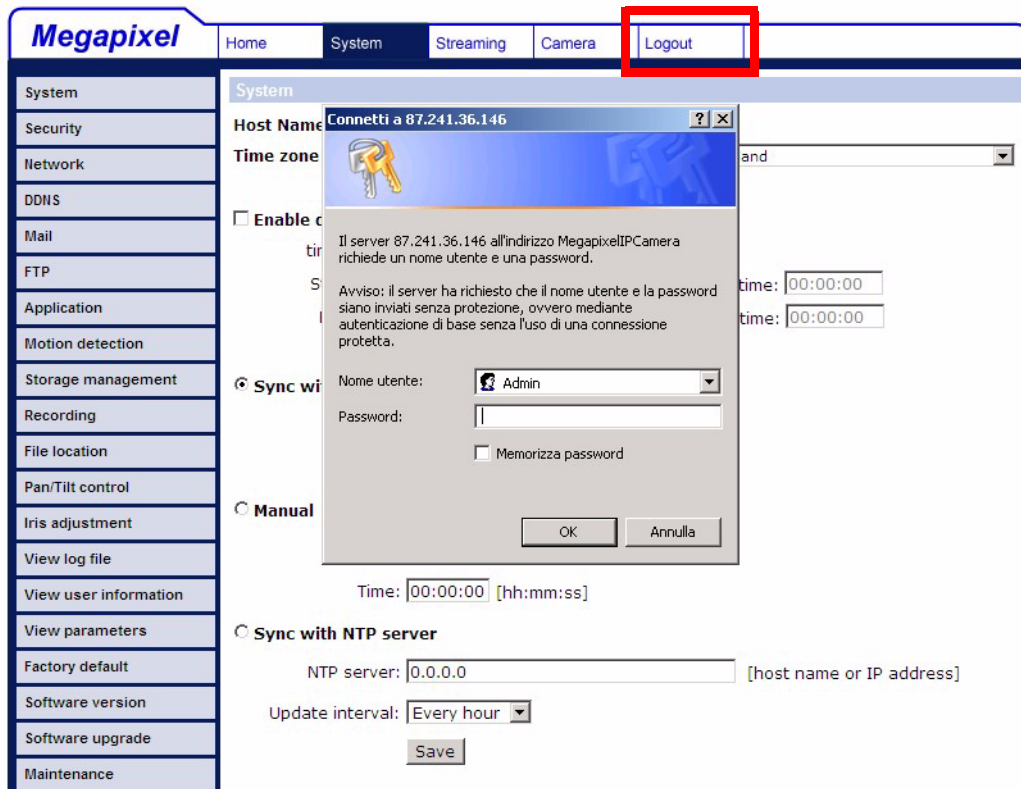 Megapixel
Home System Streaming Camera Logout
System
Security
Network
DDNS
Mail
FTP
Application
Motion detection
Storage management
Recording
File location
Pan/Tilt control
Iris adjustment
View log file
View user information
View parameters
Factory default
Software version
Software upgrade
Maintenance
System
Host Name
Time zone
and
Enable
time: 00:00:00
time: 00:00:00
Sync
Manual
Time: 00:00:00 [hh:mm:ss]
Sync with NTP server
NTP server: 0.0.0.0 [host name or IP address]
Update interval: Every hour
Save
Connetti a 87.241.36.146
Il server 87.241.36.146 all'indirizzo MegapixelIPCamera
richiede un nome utente e una password.
Avviso: il server ha richiesto che il nome utente e la password
siano inviati senza protezione, ovvero mediante
autenticazione di base senza l'uso di una connessione
protetta.
Nome utente: Admin
Password:
Memorizza password
OK Annulla